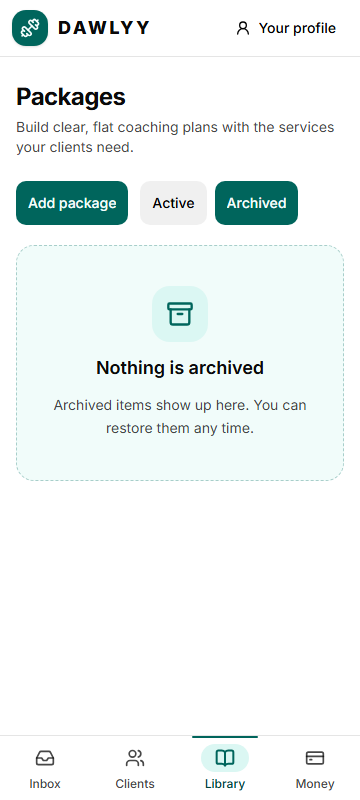 DAWLYY
Your profile
Packages
Build clear, flat coaching plans with the services
your clients need.
Add package
Active
Archived
Nothing is archived
Archived items show up here. You can
restore them any time.
Inbox
Clients
Library
Money